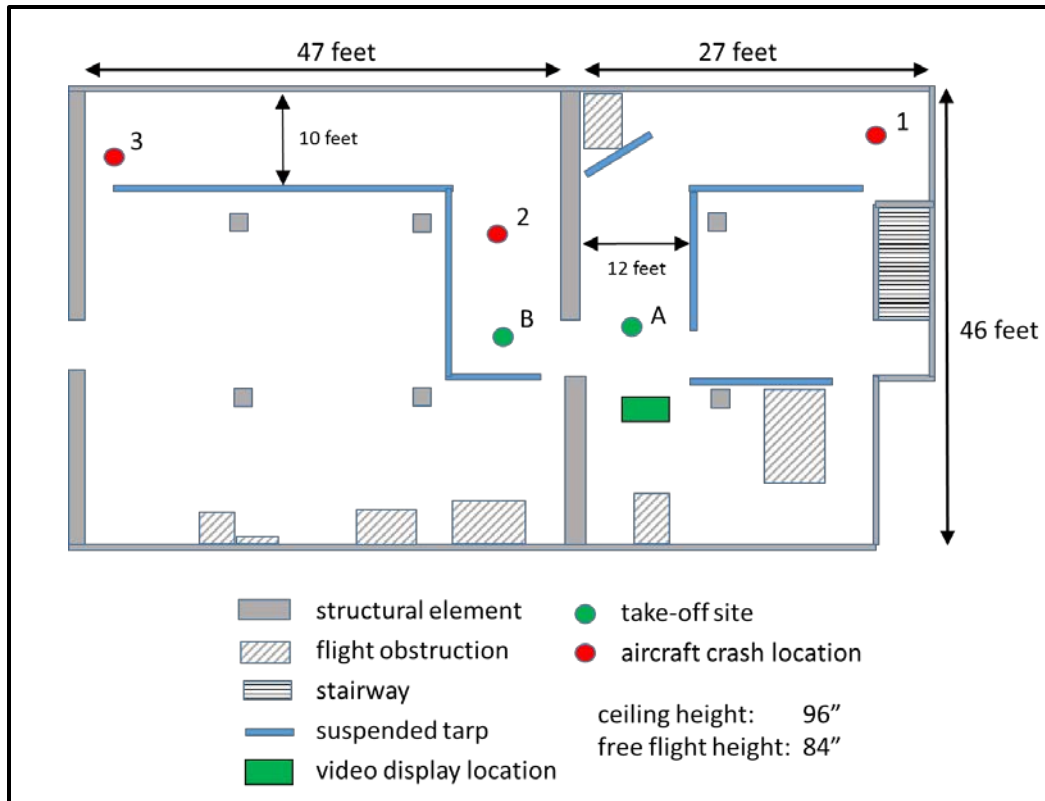 47 feet
27 feet
10 feet
3
1
2
12 feet
A
B
46 feet
structural element
flight obstruction
stairway
suspended tarp
video display location
take-off site
aircraft crash location
ceiling height: 96”
free flight height: 84”